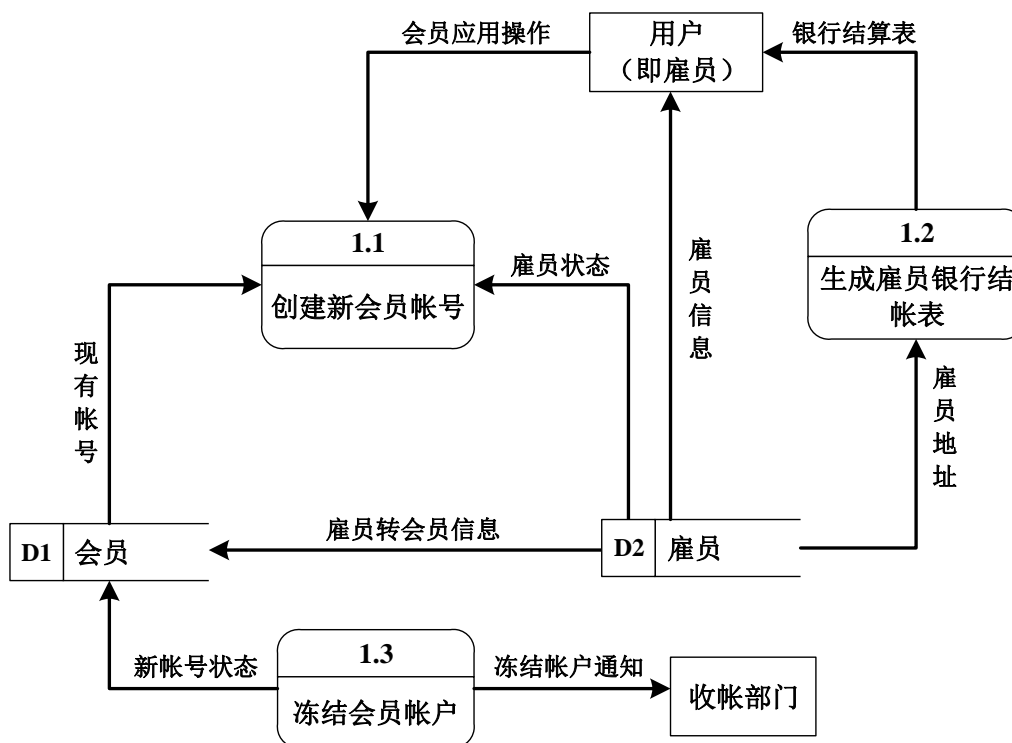 会员应用操作
用户
（即雇员）
银行结算表
1.1
创建新会员帐号
雇员状态
雇员信息
1.2
生成雇员银行结
帐表
现有帐号
雇员地址
D1
会员
雇员转会员信息
D2
雇员
新帐号状态
1.3
冻结会员帐户
冻结帐户通知
收帐部门